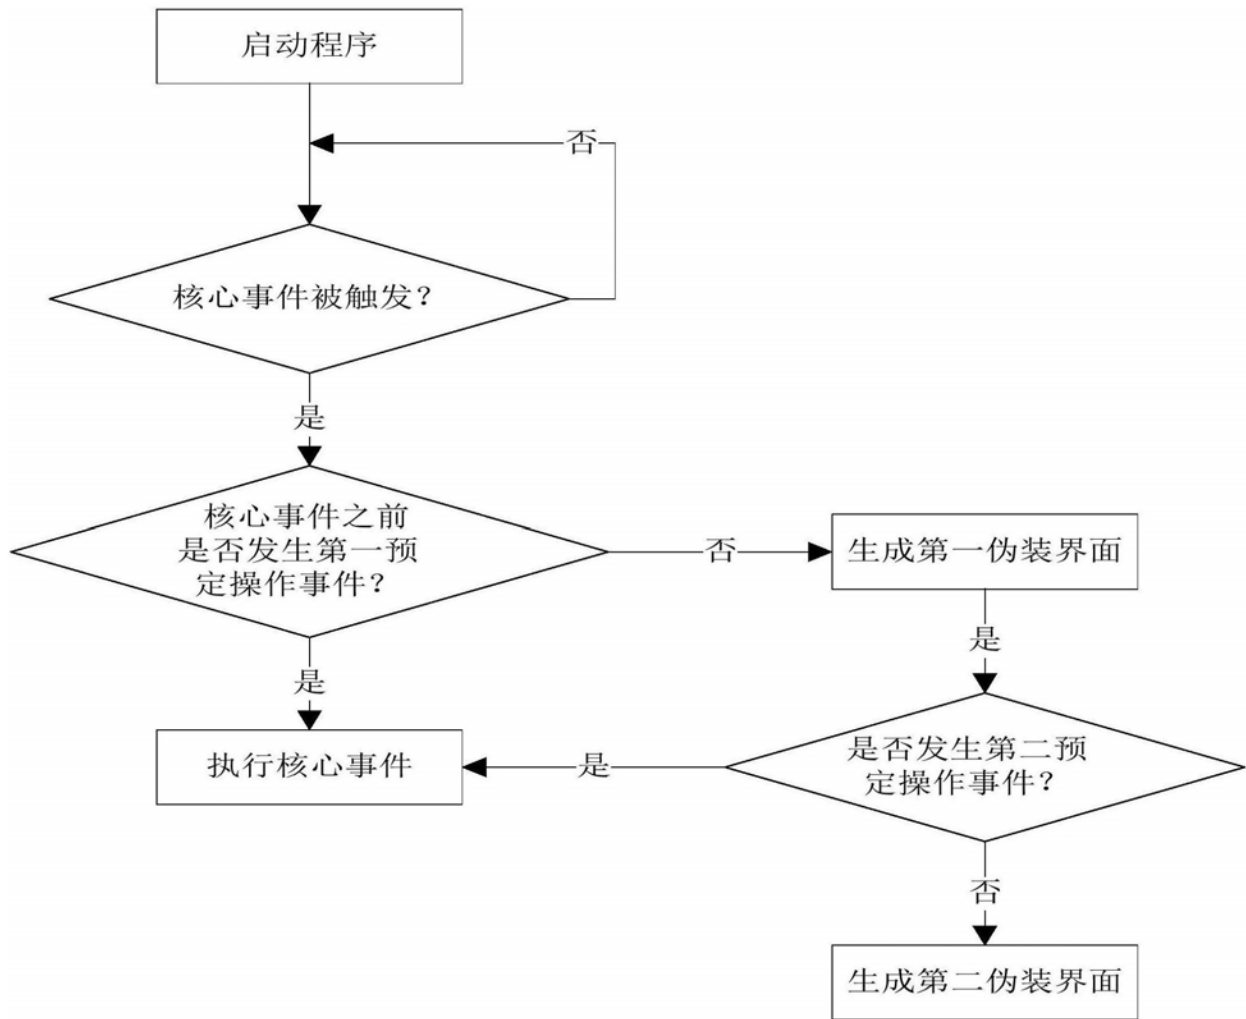 启动程序
否
核心事件被触发？
是
核心事件之前
是否发生第一预
定操作事件？
否
生成第一伪装界面
是
是
执行核心事件
是
是否发生第二预
定操作事件？
否
生成第二伪装界面